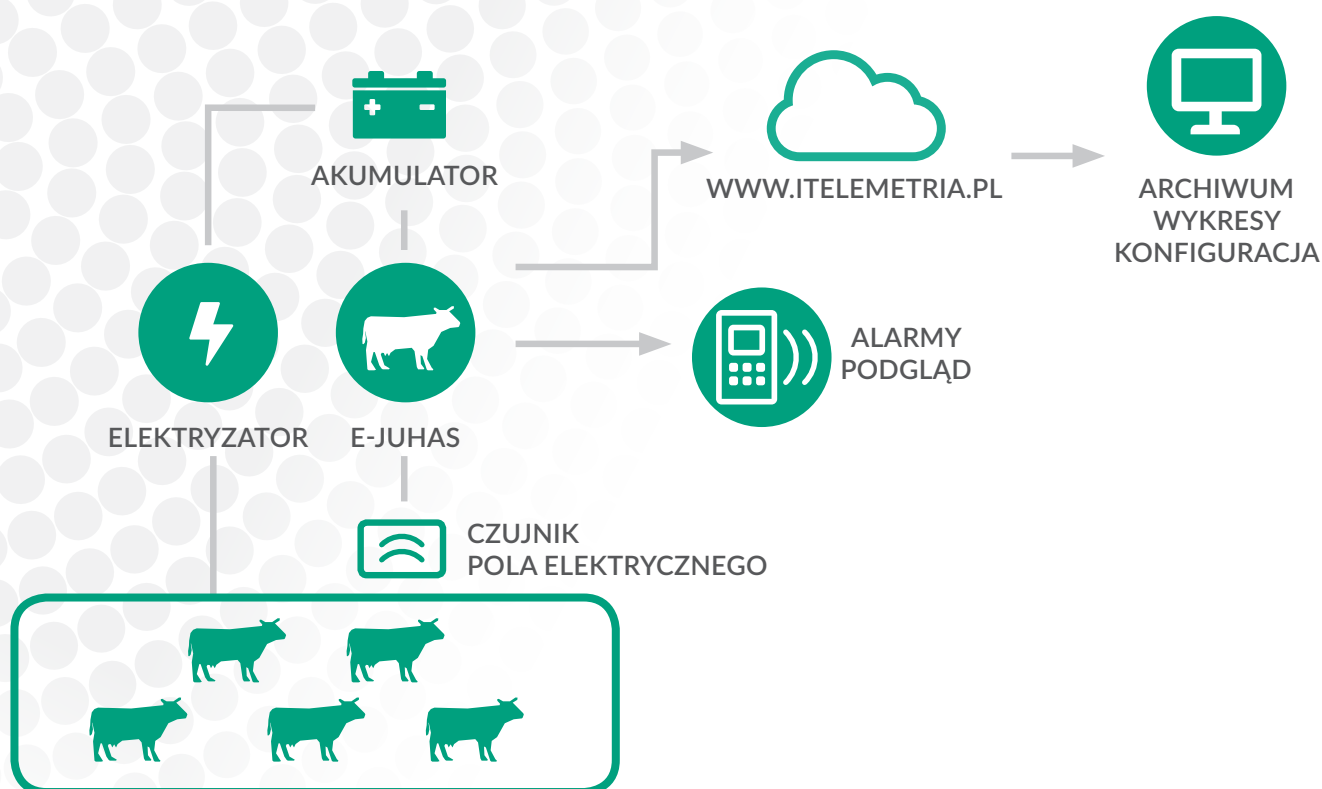 AKUMULATOR
WWW.ITELEMETRIA.PL
ARCHIWUM
WYKRESY
KONFIGURACJA
ELEKTRYZATOR
E-JUHAS
ALARMY
PODGLĄD
CZUJNIK
POLA ELEKTRYCZNEGO